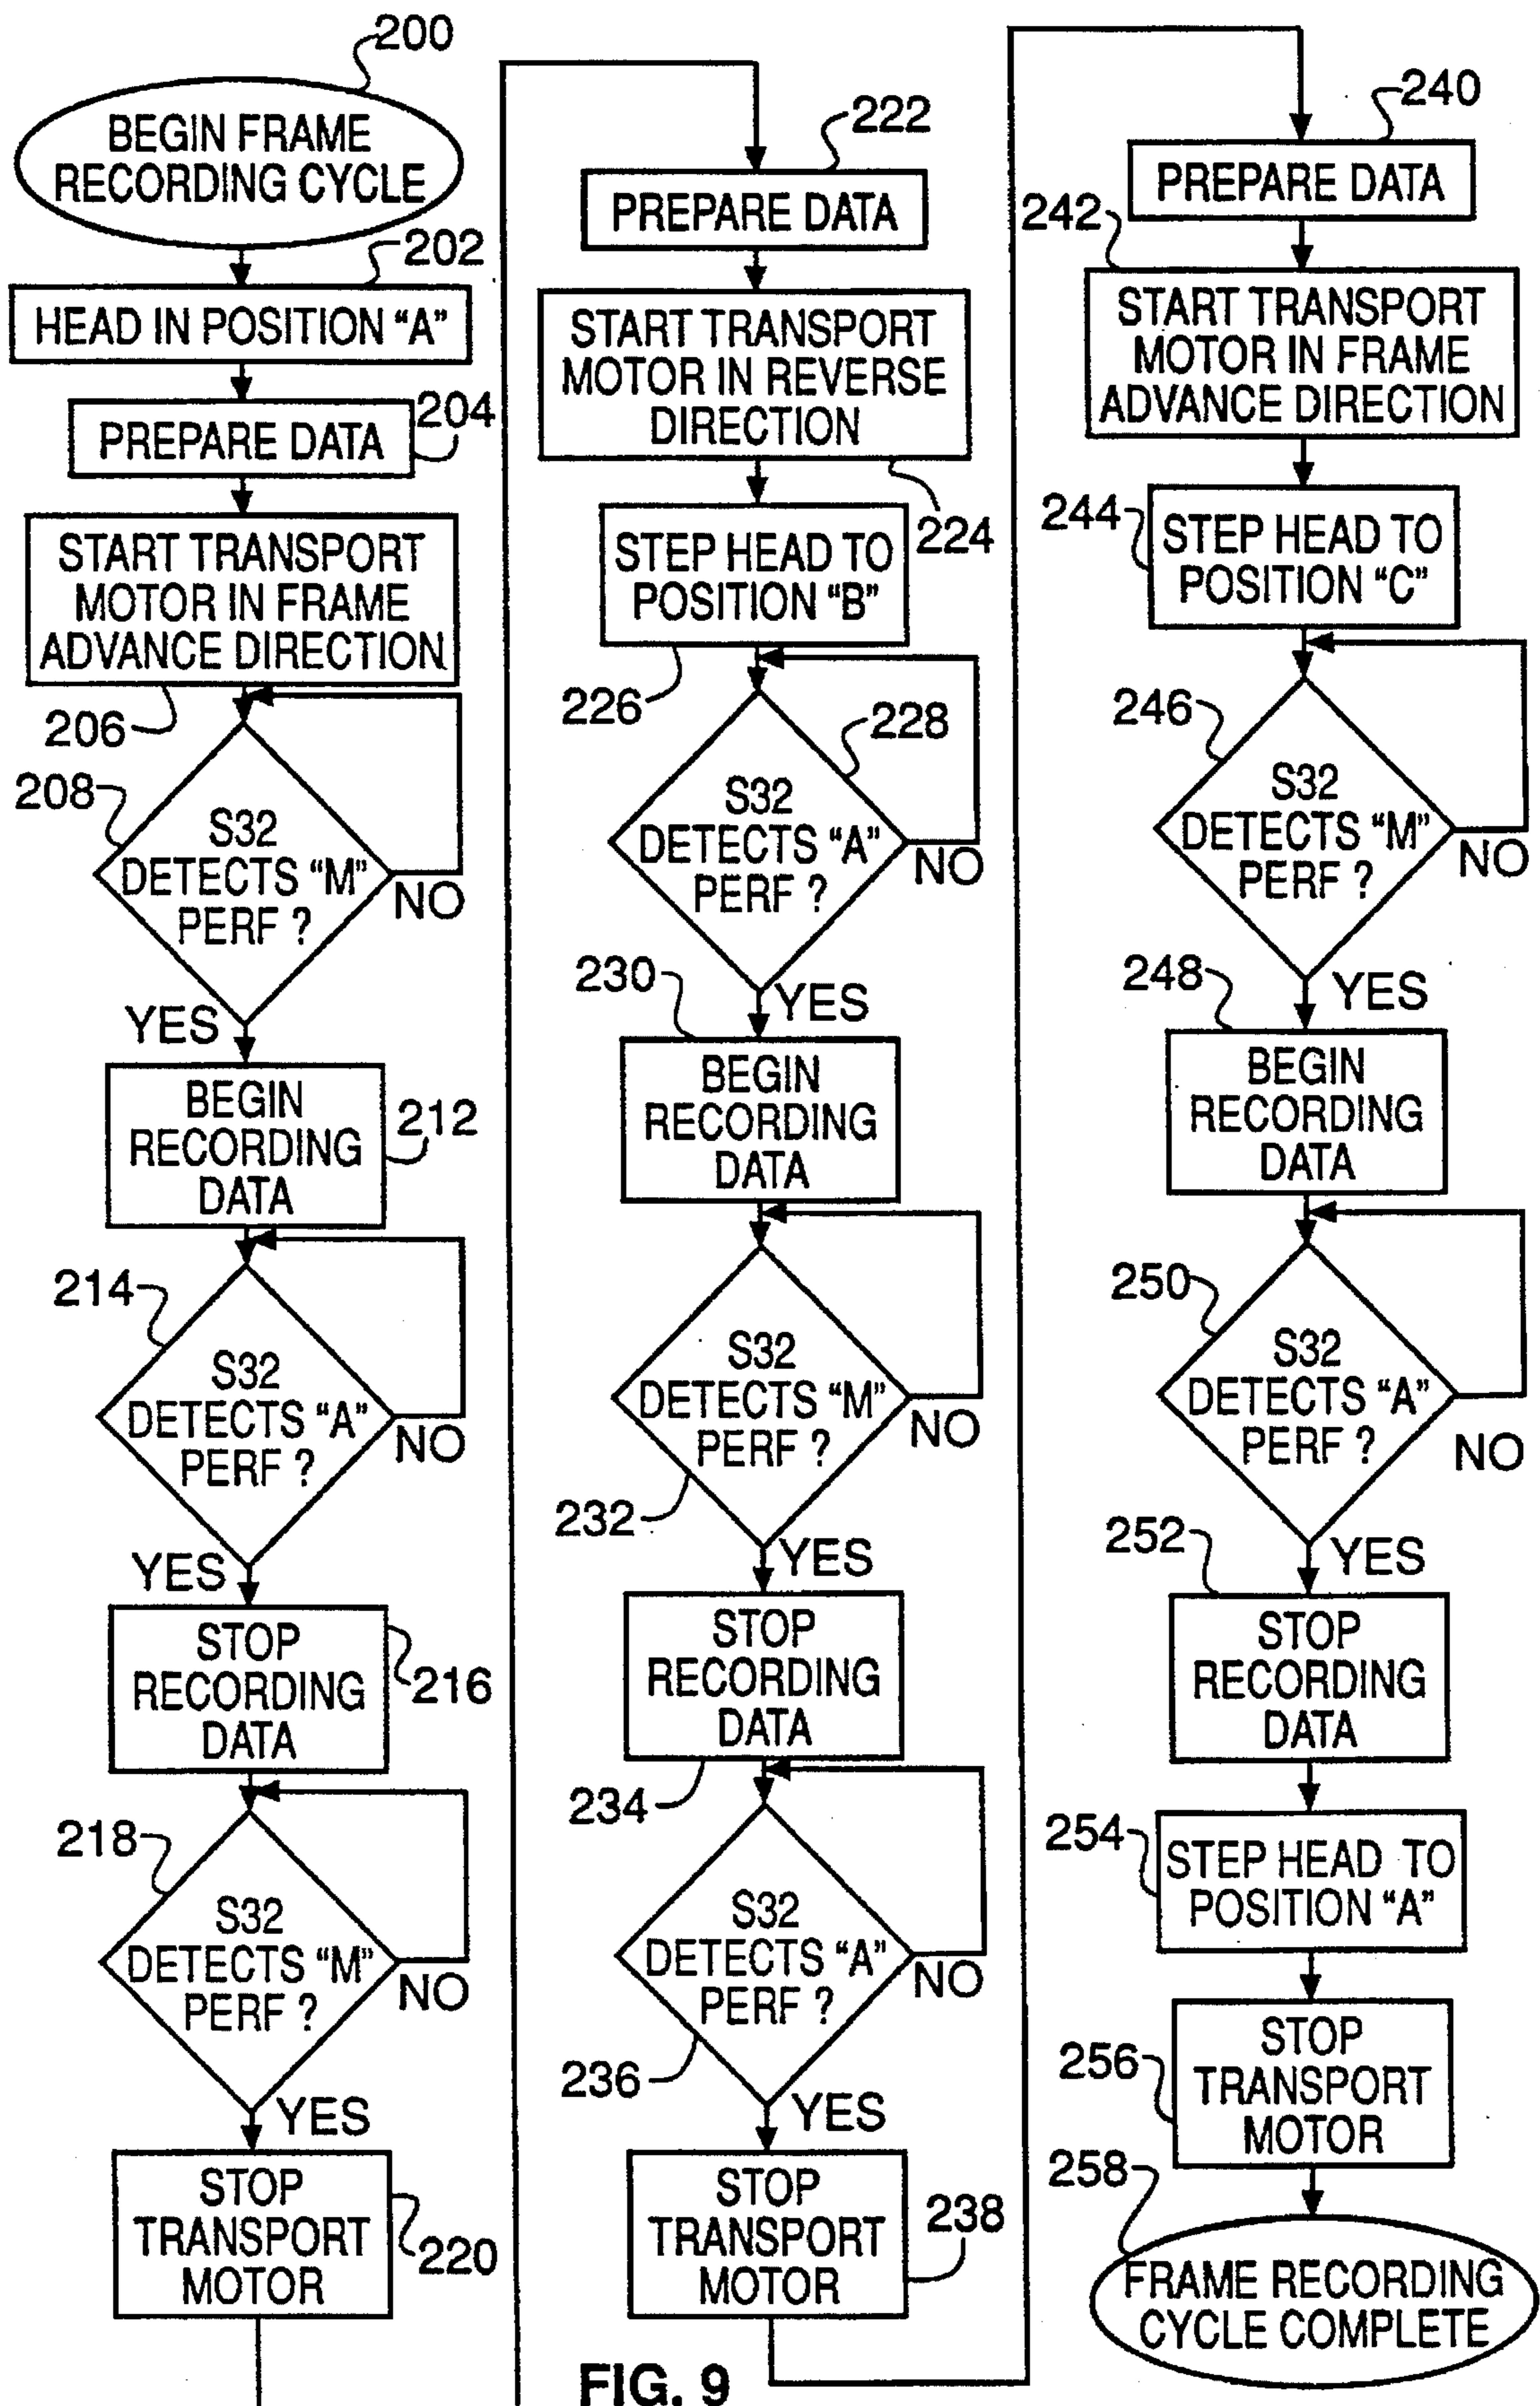 200
BEGIN FRAME
RECORDING CYCLE
202
HEAD IN POSITION “A”
204
PREPARE DATA
START TRANSPORT
MOTOR IN FRAME
ADVANCE DIRECTION
206
208
S32
DETECTS “M”
PERF ?
NO
YES
BEGIN
RECORDING
DATA
212
214
S32
DETECTS “A”
PERF ?
NO
YES
STOP
RECORDING
DATA
216
218
S32
DETECTS “M”
PERF ?
NO
YES
STOP
TRANSPORT
MOTOR
220
222
PREPARE DATA
START TRANSPORT
MOTOR IN REVERSE
DIRECTION
224
STEP HEAD TO
POSITION “B”
226
228
S32
DETECTS “A”
PERF ?
NO
230
YES
BEGIN
RECORDING
DATA
S32
DETECTS “M”
PERF ?
NO
232
YES
STOP
RECORDING
DATA
234
S32
DETECTS “A”
PERF ?
NO
236
YES
STOP
TRANSPORT
MOTOR
238
240
PREPARE DATA
242
START TRANSPORT
MOTOR IN FRAME
ADVANCE DIRECTION
244
STEP HEAD TO
POSITION “C”
246
S32
DETECTS “M”
PERF ?
NO
248
YES
BEGIN
RECORDING
DATA
250
S32
DETECTS “A”
PERF ?
NO
252
YES
STOP
RECORDING
DATA
254
STEP HEAD TO
POSITION “A”
256
STOP
TRANSPORT
MOTOR
258
FRAME RECORDING
CYCLE COMPLETE
FIG. 9